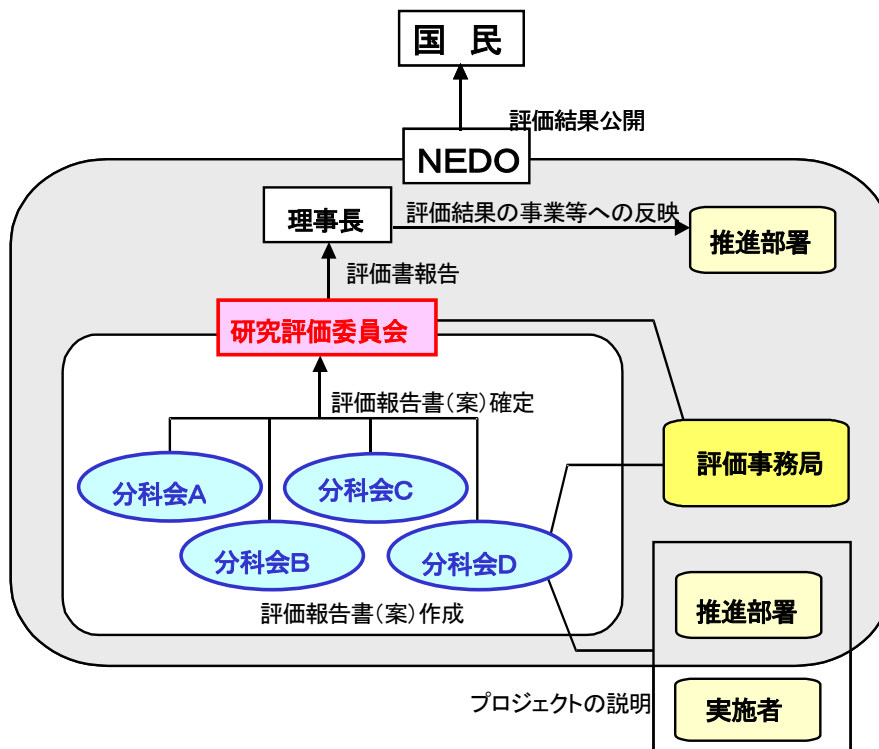 国　民
評価結果公開
ＮＥＤＯ
理事長
評価結果の事業等への反映
推進部署
評価書報告
研究評価委員会
評価報告書（案）確定
評価事務局
分科会Ａ
分科会Ｃ
分科会Ｂ
分科会Ｄ
評価報告書（案）作成
推進部署
プロジェクトの説明
実施者